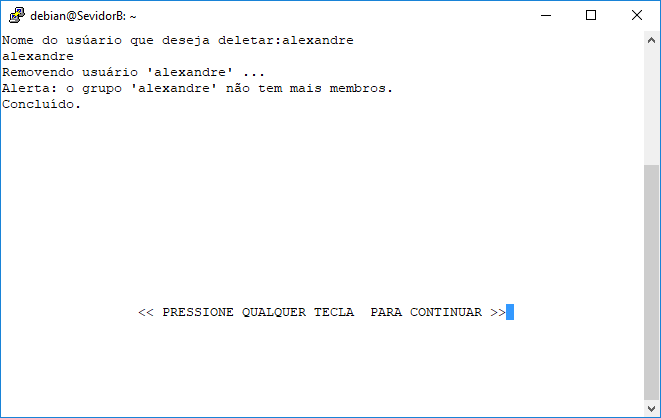 debian@SevidorB: ~
Nome do usúario que deseja deletar:alexandre
alexandre
Removendo usuário 'alexandre' ...
Alerta: o grupo 'alexandre' não tem mais membros.
Concluído.
<< PRESSIONE QUALQUER TECLA  PARA CONTINUAR >>